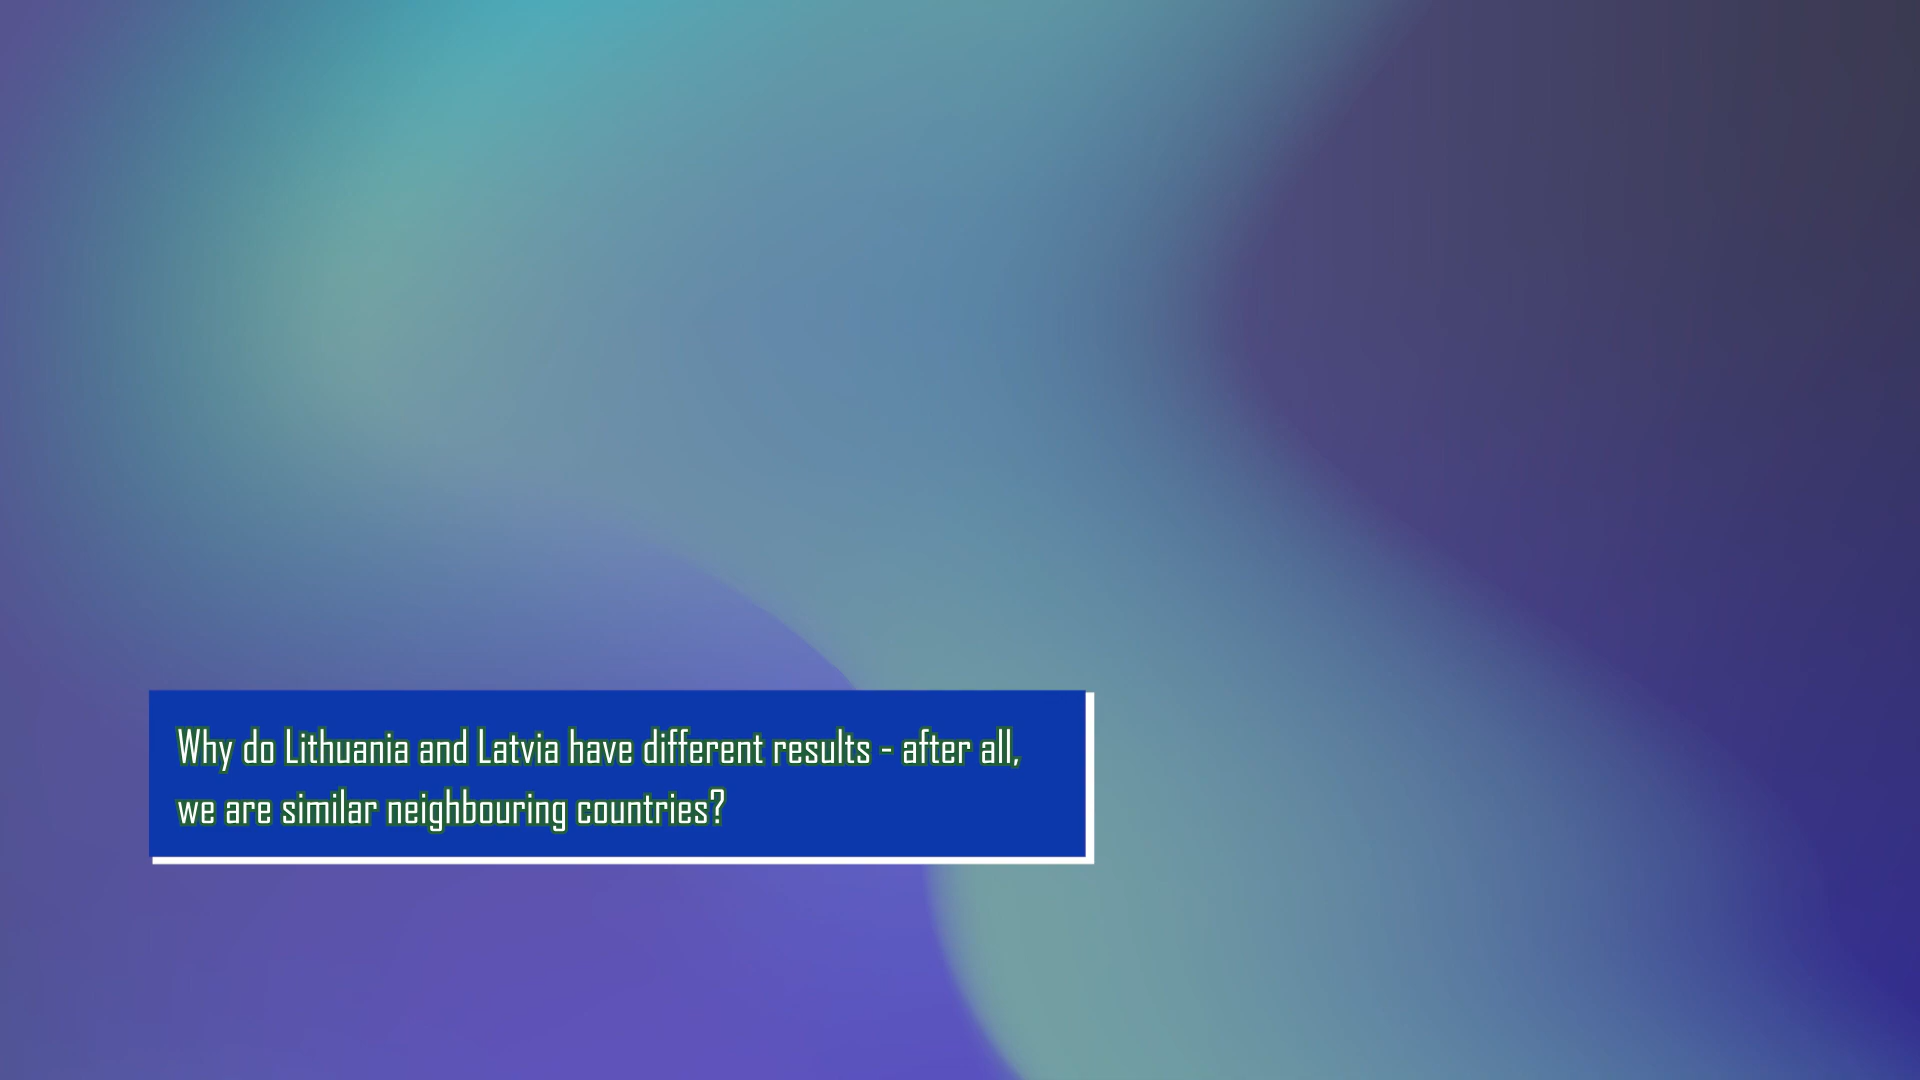 Why do Lithuania and Latvia have different results - after all,
we are similar neighbouring countries?